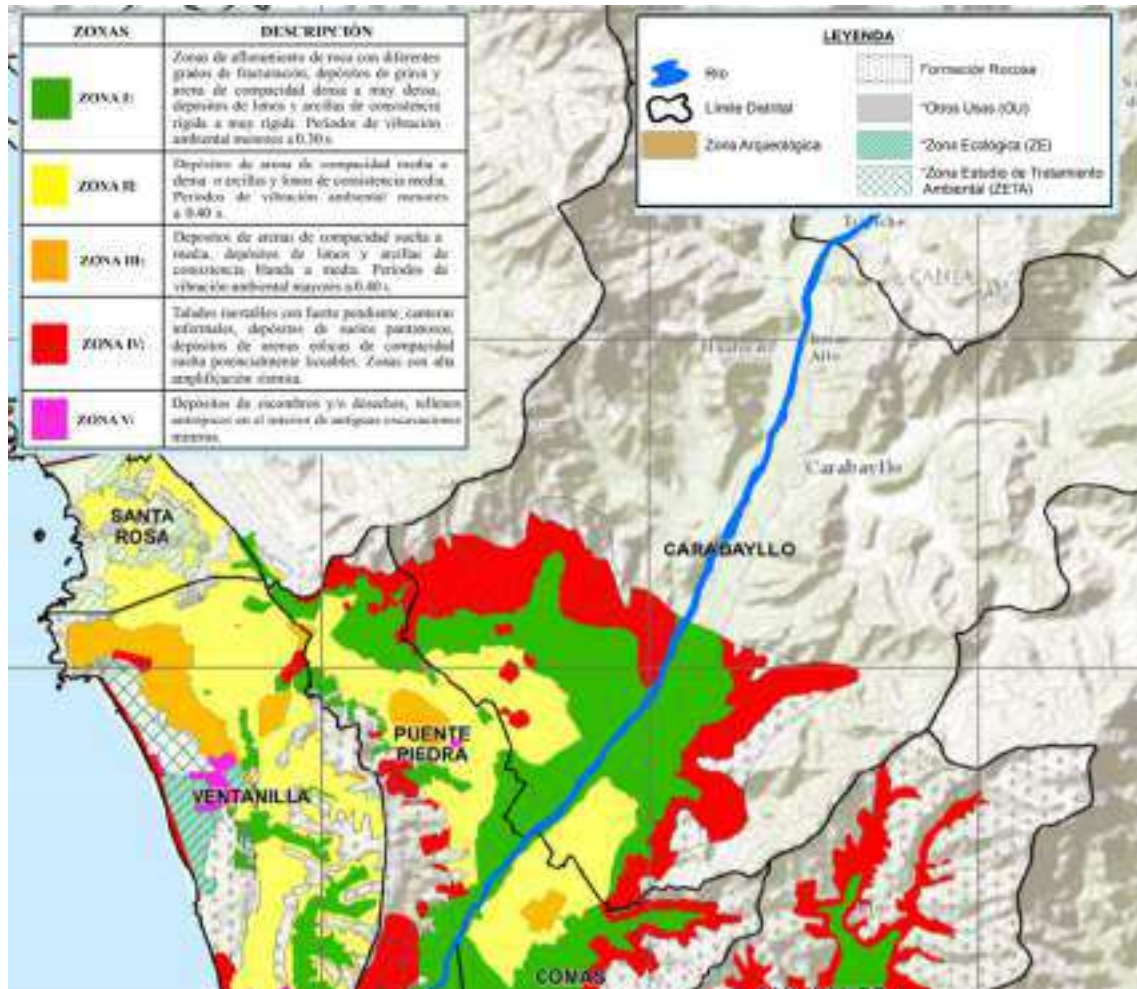 ZONAS DESCRIPCIÓN
ZONA I:
Zonas de afloramiento de roca con diferentes
grados de fracturación, depósitos de grava y
arena de compacidad densa a muy densa,
depósitos de limos y arcillas de consistencia
rígida a muy rígida. Periodos de vibración
ambiental menores a 0.30 s.
ZONA II:
Depósitos de arena de compacidad media a
densa o arcillas y limos de consistencia media.
Periodos de vibración ambiental menores
a 0.40 s.
ZONA III:
Depósitos de arenas de compacidad suelta a
media, depósitos de limos y arcillas de
consistencia blanda a media. Periodos de
vibración ambiental mayores a 0.40 s.
ZONA IV:
Taludes inestables con fuerte pendiente, canteras
informales, depósitos de suelos pantanosos,
depósitos de arenas eólicas de compacidad
suelta potencialmente licuables. Zonas con alta
amplificación sísmica.
ZONA V:
Depósitos de escombros y/o desechos, rellenos
antrópicos en el interior de antiguas excavaciones
mineras.
LEYENDA
Río
Límite Distrital
Zona Arqueológica
Formación Rocosa
*Otros Usos (OU)
*Zona Ecológica (ZE)
*Zona Estudio de Tratamiento
Ambiental (ZETA)
Alto
Carabayllo
SANTA
ROSA
CARABAYLLO
PUENTE
PIEDRA
VENTANILLA
COMAS